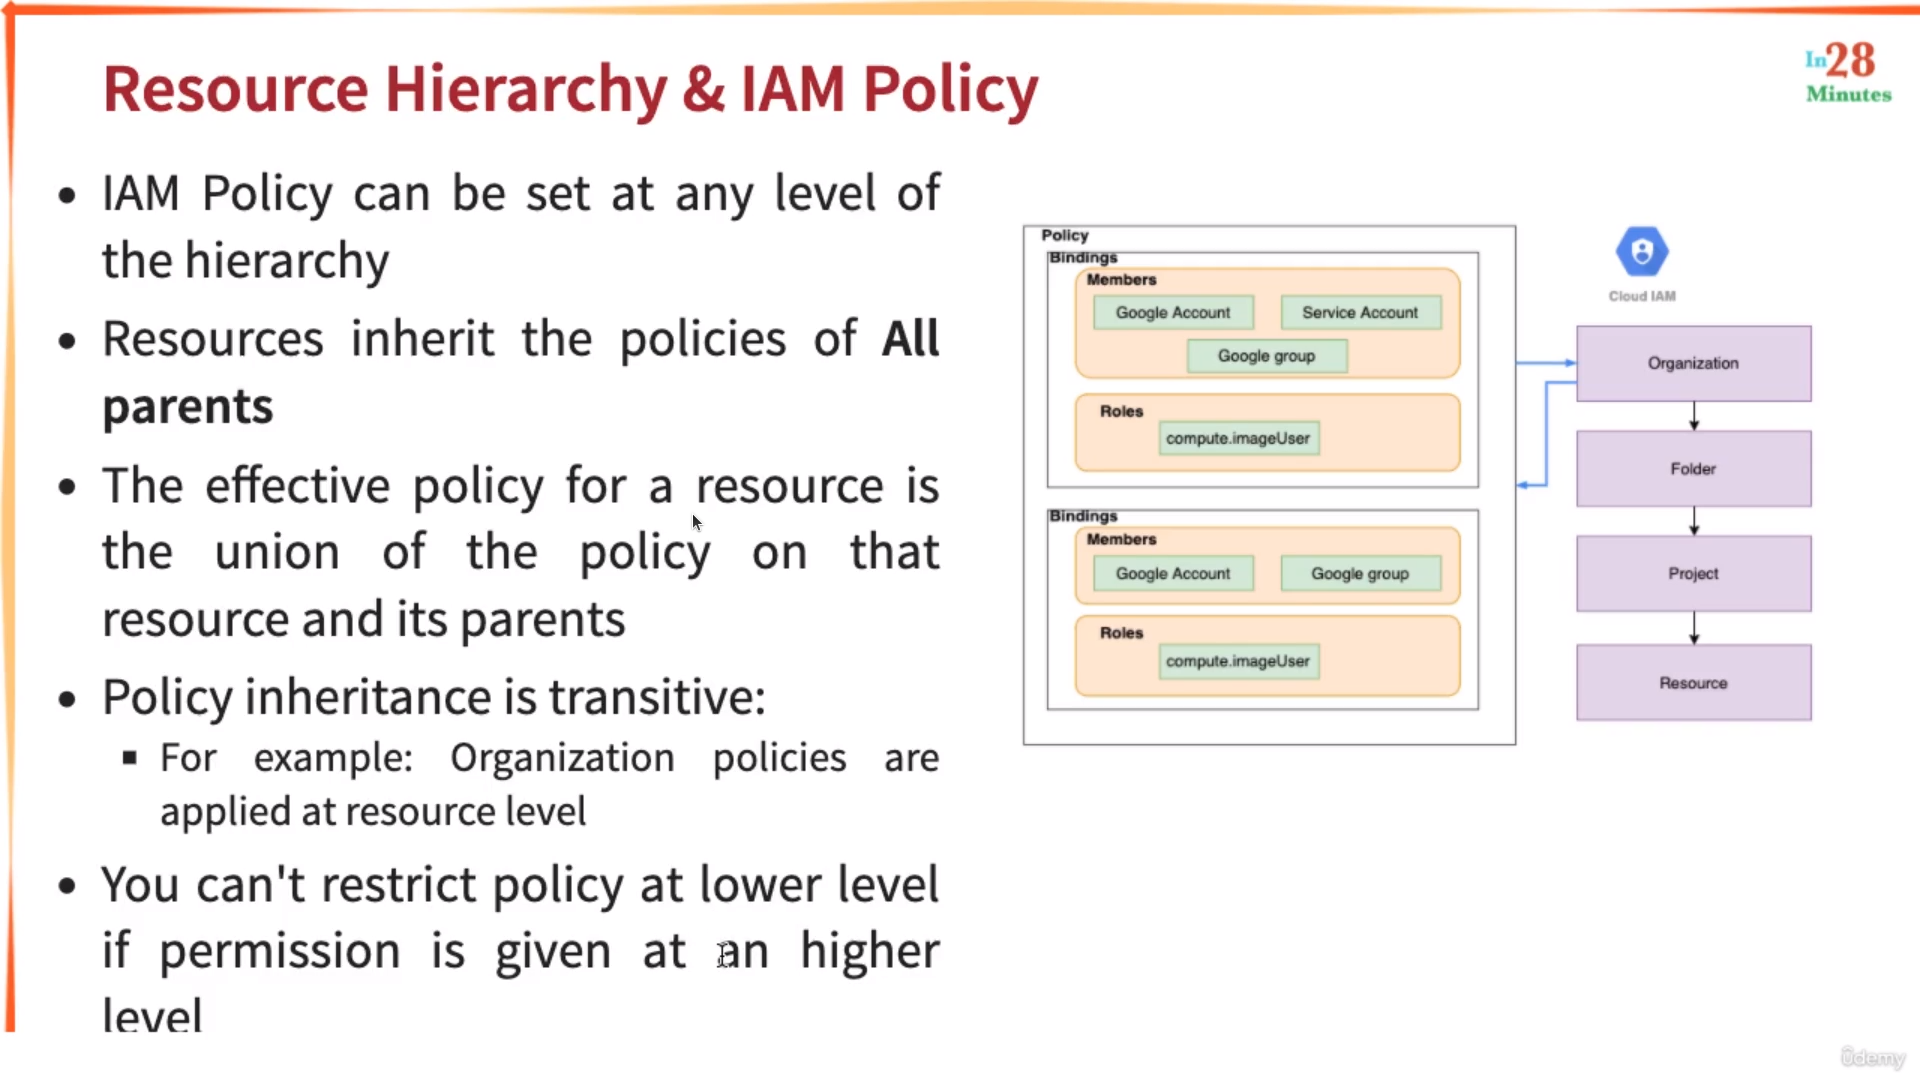 Resource Hierarchy & IAM Policy
In28
Minutes
• IAM Policy can be set at any level of
the hierarchy
• Resources inherit the policies of All
parents
• The effective policy for a resource is
the union of the policy on that
resource and its parents
• Policy inheritance is transitive:
▪ For example: Organization policies are
applied at resource level
• You can't restrict policy at lower level
if permission is given at an higher
level
Policy
Bindings
Members
Google Account
Service Account
Google group
Roles
compute.imageUser
Bindings
Members
Google Account
Google group
Roles
compute.imageUser
Cloud IAM
Organization
Folder
Project
Resource
ûdemy